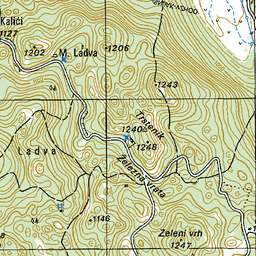 Kalići
1127
1202
M. Ladva
1206
1243
Trstenik
1240
1248
Ladva
Železna vrata
1146
Zeleni vrh
1247